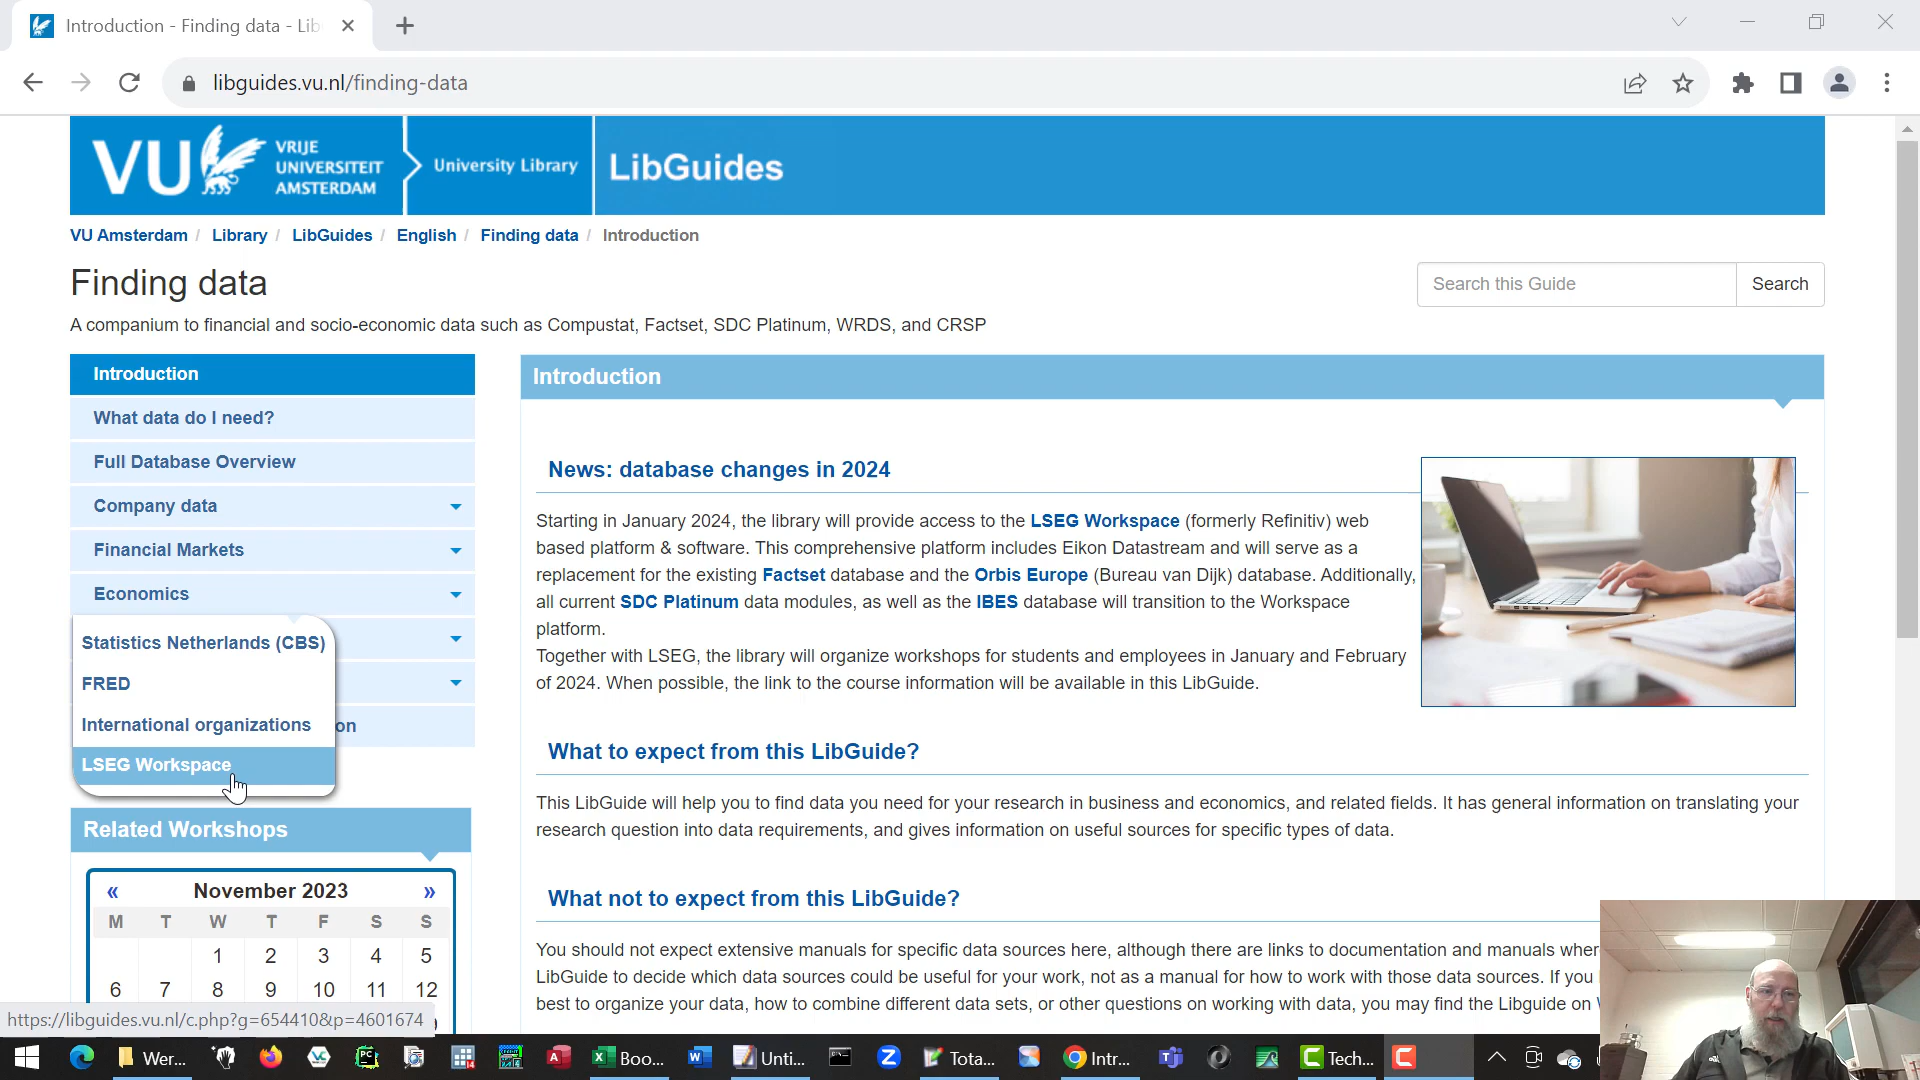 Introduction - Finding data - Lib
libguides.vu.nl/finding-data
VU VRIJE UNIVERSITEIT AMSTERDAM
University Library
LibGuides
VU Amsterdam / Library / LibGuides / English / Finding data / Introduction
Finding data
Search this Guide
Search
A companium to financial and socio-economic data such as Compustat, Factset, SDC Platinum, WRDS, and CRSP
Introduction
What data do I need?
Full Database Overview
Company data
Financial Markets
Economics
Statistics Netherlands (CBS)
FRED
International organizations
on
LSEG Workspace
Related Workshops
« November 2023 »
M T W T F S S
1 2 3 4 5
6 7 8 9 10 11 12
https://libguides.vu.nl/c.php?g=654410&p=4601674
Introduction
News: database changes in 2024
Starting in January 2024, the library will provide access to the LSEG Workspace (formerly Refinitiv) web
based platform & software. This comprehensive platform includes Eikon Datastream and will serve as a
replacement for the existing Factset database and the Orbis Europe (Bureau van Dijk) database. Additionally,
all current SDC Platinum data modules, as well as the IBES database will transition to the Workspace
platform.
Together with LSEG, the library will organize workshops for students and employees in January and February
of 2024. When possible, the link to the course information will be available in this LibGuide.
What to expect from this LibGuide?
This LibGuide will help you to find data you need for your research in business and economics, and related fields. It has general information on translating your
research question into data requirements, and gives information on useful sources for specific types of data.
What not to expect from this LibGuide?
You should not expect extensive manuals for specific data sources here, although there are links to documentation and manuals wher
LibGuide to decide which data sources could be useful for your work, not as a manual for how to work with those data sources. If you
best to organize your data, how to combine different data sets, or other questions on working with data, you may find the Libguide on
Wer...
Boo...
Unti...
Tota...
Intr...
Tech...